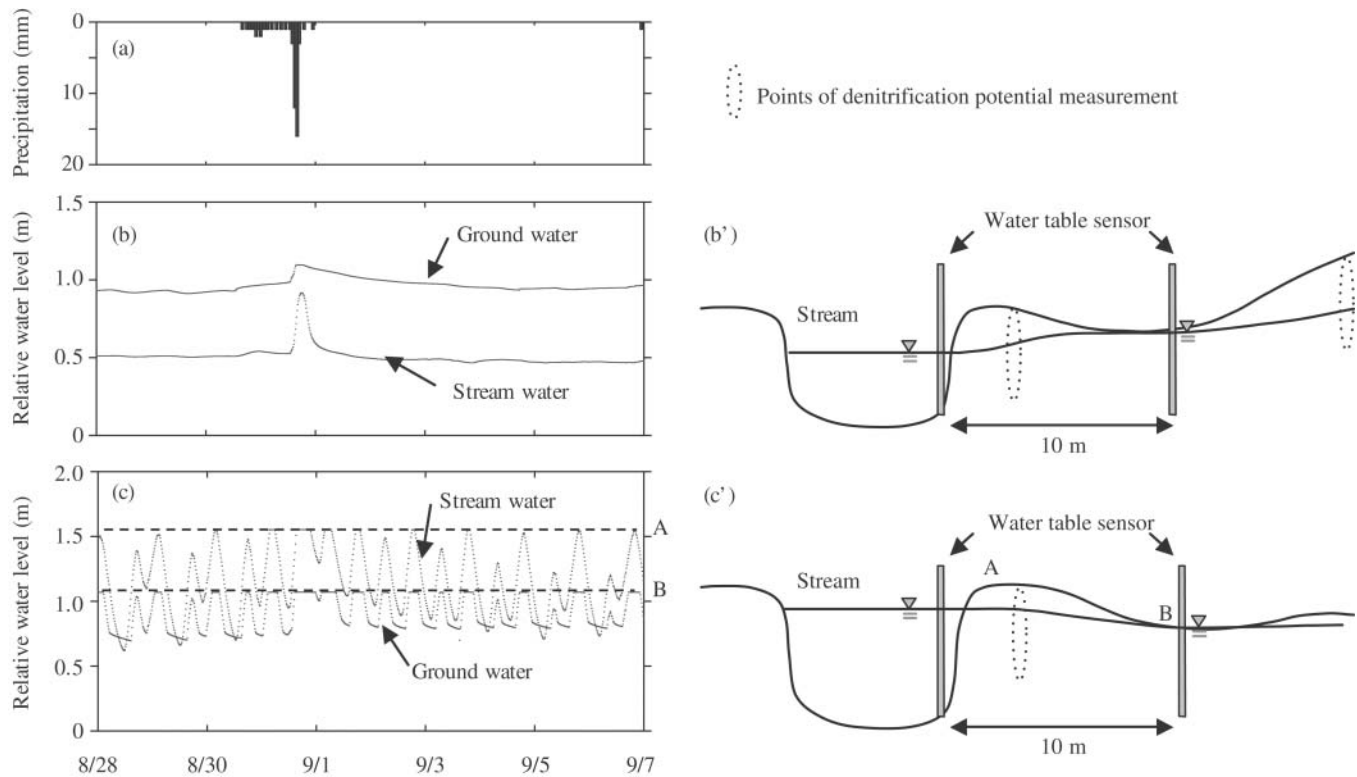 Precipitation (mm)
0
10
20
(a)
Points of denitrification potential measurement
Relative water level (m)
1.5
1.0
0.5
0
(b)
Ground water
Stream water
(b')
Water table sensor
Stream
10 m
Relative water level (m)
2.0
1.5
1.0
0.5
0
(c)
Stream water
A
B
Ground water
8/28
8/30
9/1
9/3
9/5
9/7
(c')
Water table sensor
Stream
A
B
10 m